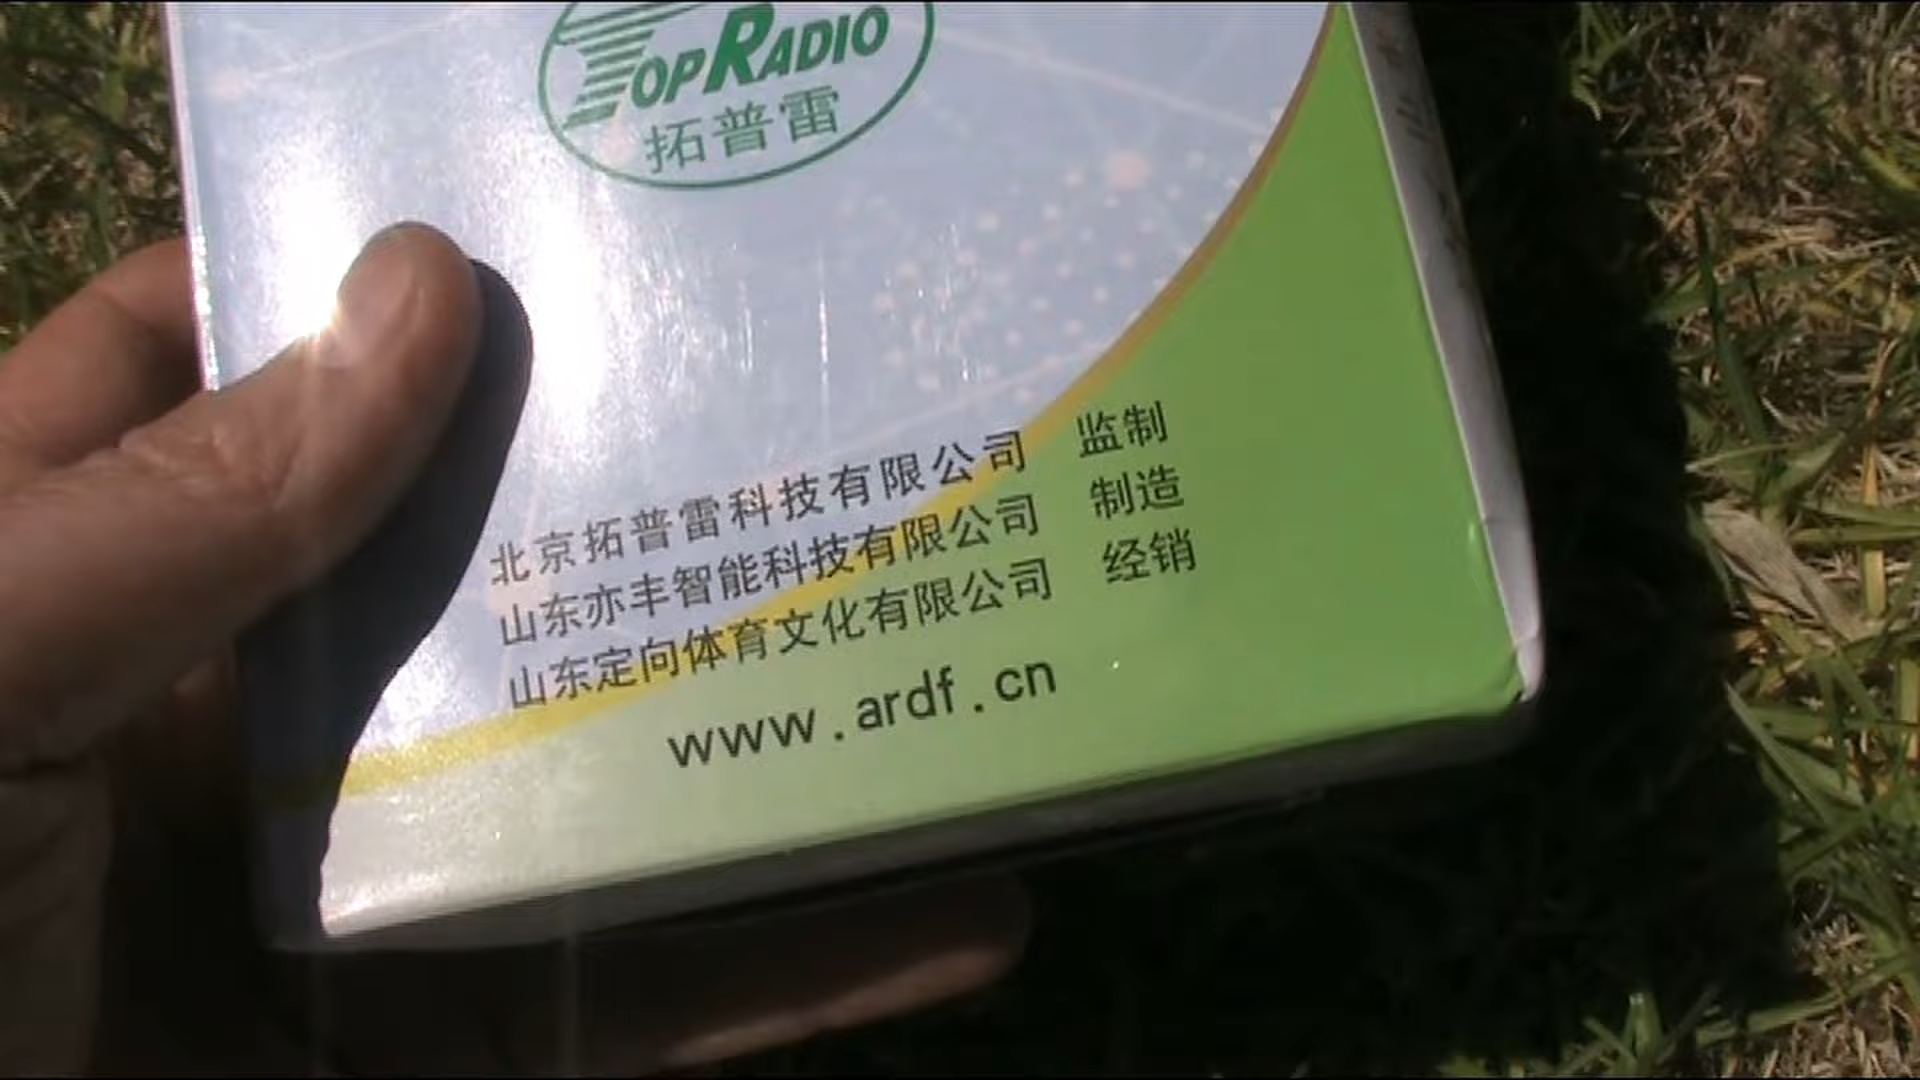 TOPRADIO
拓普雷
北京拓普雷科技有限公司 监制
山东亦丰智能科技有限公司 制造
山东定向体育文化有限公司 经销
www.ardf.cn